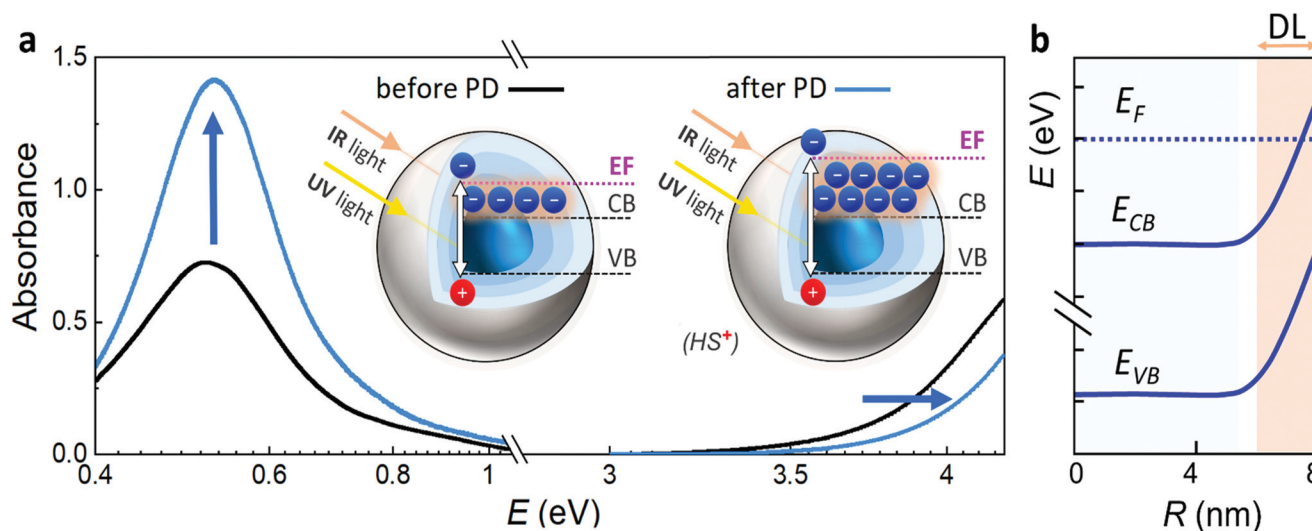 a
Absorbance
1.5
1.0
0.5
0.0
0.4
0.6
0.8
1
3
3.5
4
E (eV)
before PD
after PD
IR light
UV light
EF
CB
VB
−
− − − −
+
IR light
UV light
EF
CB
VB
−
− − − −
− − − −
+
(HS+)
b
DL
E (eV)
EF
ECB
EVB
0
4
8
R (nm)